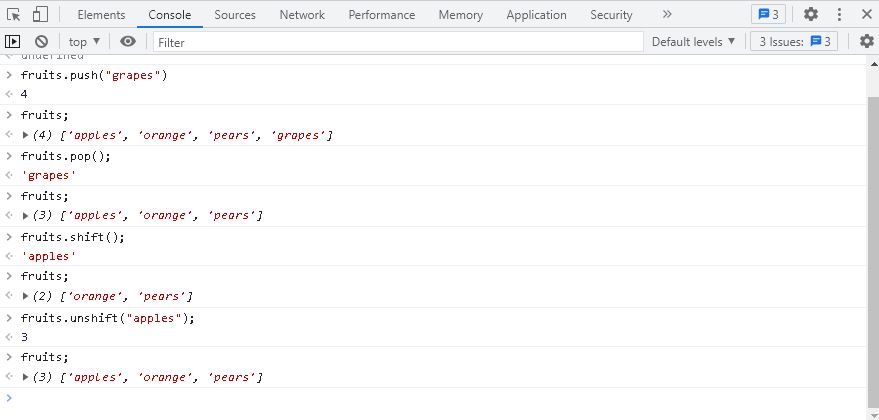 Elements Console Sources Network Performance Memory Application Security » 3
top Filter Default levels 3 Issues: 3
undefined
> fruits.push("grapes")
4
> fruits;
(4) ['apples', 'orange', 'pears', 'grapes']
> fruits.pop();
'grapes'
> fruits;
(3) ['apples', 'orange', 'pears']
> fruits.shift();
'apples'
> fruits;
(2) ['orange', 'pears']
> fruits.unshift("apples");
3
> fruits;
(3) ['apples', 'orange', 'pears']
>